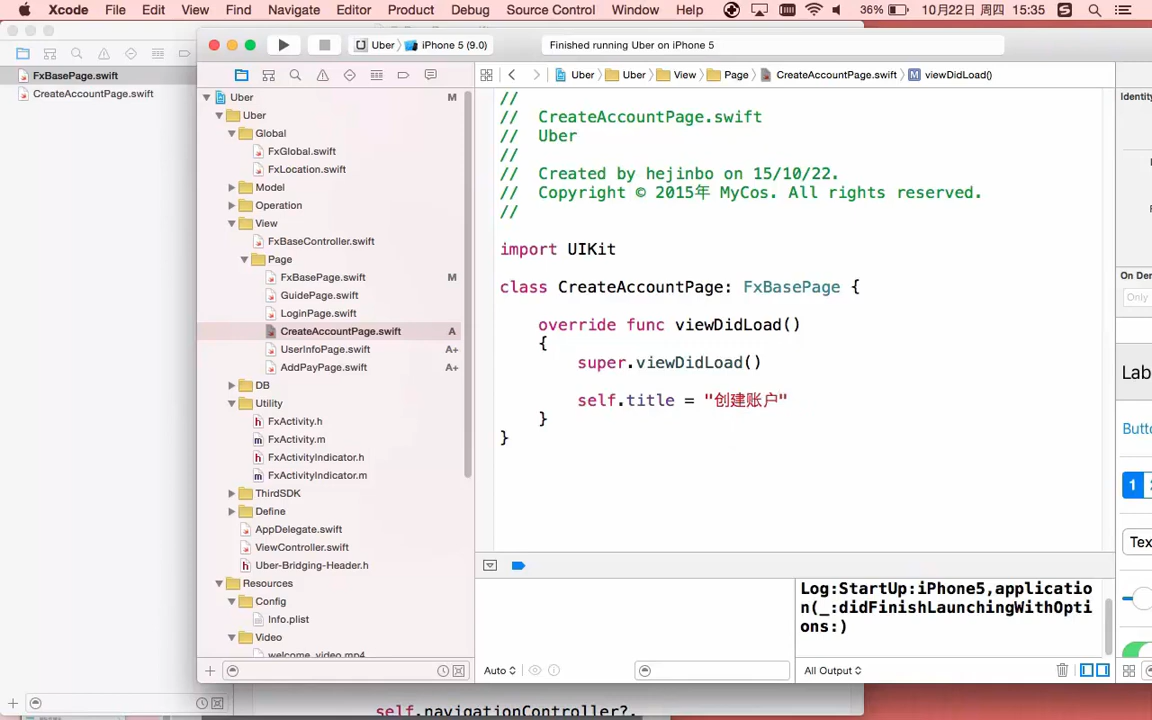 Xcode File Edit View Find Navigate Editor Product Debug Source Control Window Help 36% 10月22日 周四 15:35
Uber iPhone 5 (9.0) Finished running Uber on iPhone 5
FxBasePage.swift
CreateAccountPage.swift
Uber Uber View Page CreateAccountPage.swift M viewDidLoad()
Uber M
Uber
Global
FxGlobal.swift
FxLocation.swift
Model
Operation
View
FxBaseController.swift
Page
FxBasePage.swift M
GuidePage.swift
LoginPage.swift
CreateAccountPage.swift A
UserInfoPage.swift A+
AddPayPage.swift A+
DB
Utility
FxActivity.h
FxActivity.m
FxActivityIndicator.h
FxActivityIndicator.m
ThirdSDK
Define
AppDelegate.swift
ViewController.swift
Uber-Bridging-Header.h
Resources
Config
Info.plist
Video
welcome_video.mp4
//
// CreateAccountPage.swift
// Uber
//
// Created by hejinbo on 15/10/22.
// Copyright © 2015年 MyCos. All rights reserved.
//
import UIKit
class CreateAccountPage: FxBasePage {
override func viewDidLoad()
{
super.viewDidLoad()
self.title = "创建账户"
}
}
Log:StartUp:iPhone5,applicatio
n(_:didFinishLaunchingWithOpti
ons:)
Auto All Output
self.navigationController?.
Identity
On Den
Only
Lab
Butto
1
Tex